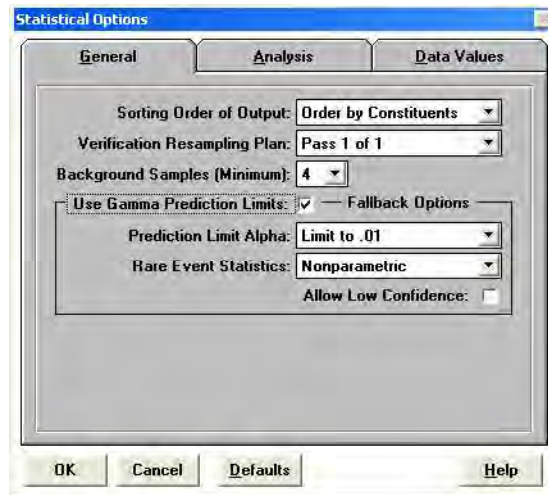 Statistical Options
General Analysis Data Values
Sorting Order of Output: Order by Constituents
Verification Resampling Plan: Pass 1 of 1
Background Samples (Minimum): 4
Use Gamma Prediction Limits: Fallback Options
Prediction Limit Alpha: Limit to .01
Rare Event Statistics: Nonparametric
Allow Low Confidence:
OK Cancel Defaults Help